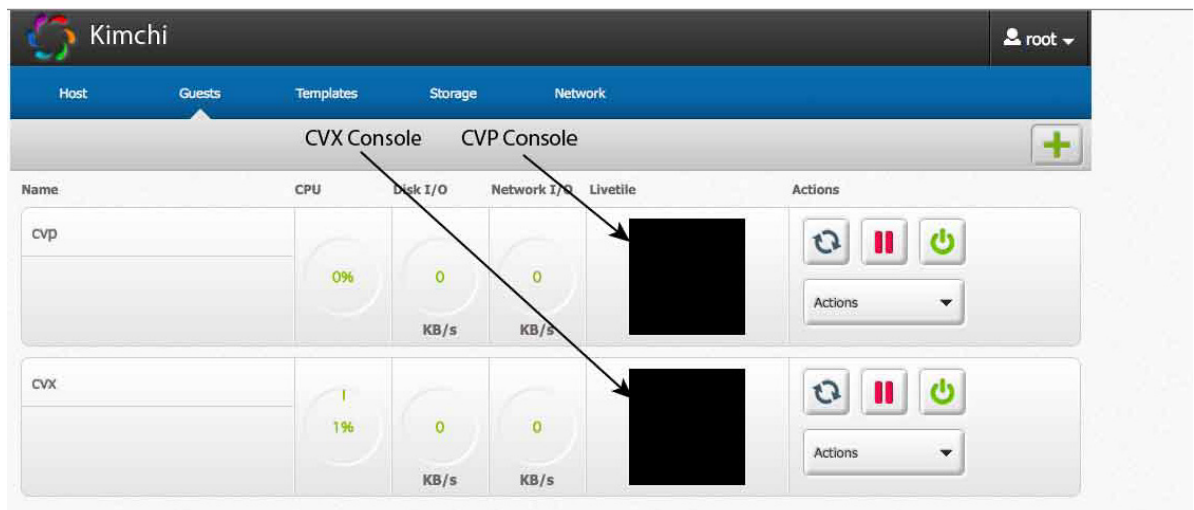 Kimchi
root
Host Guests Templates Storage Network
CVX Console CVP Console
Name CPU Disk I/O Network I/O Livetile Actions
cvp
0% 0 0
Actions
KB/s KB/s
cvx
1% 0 0
Actions
KB/s KB/s